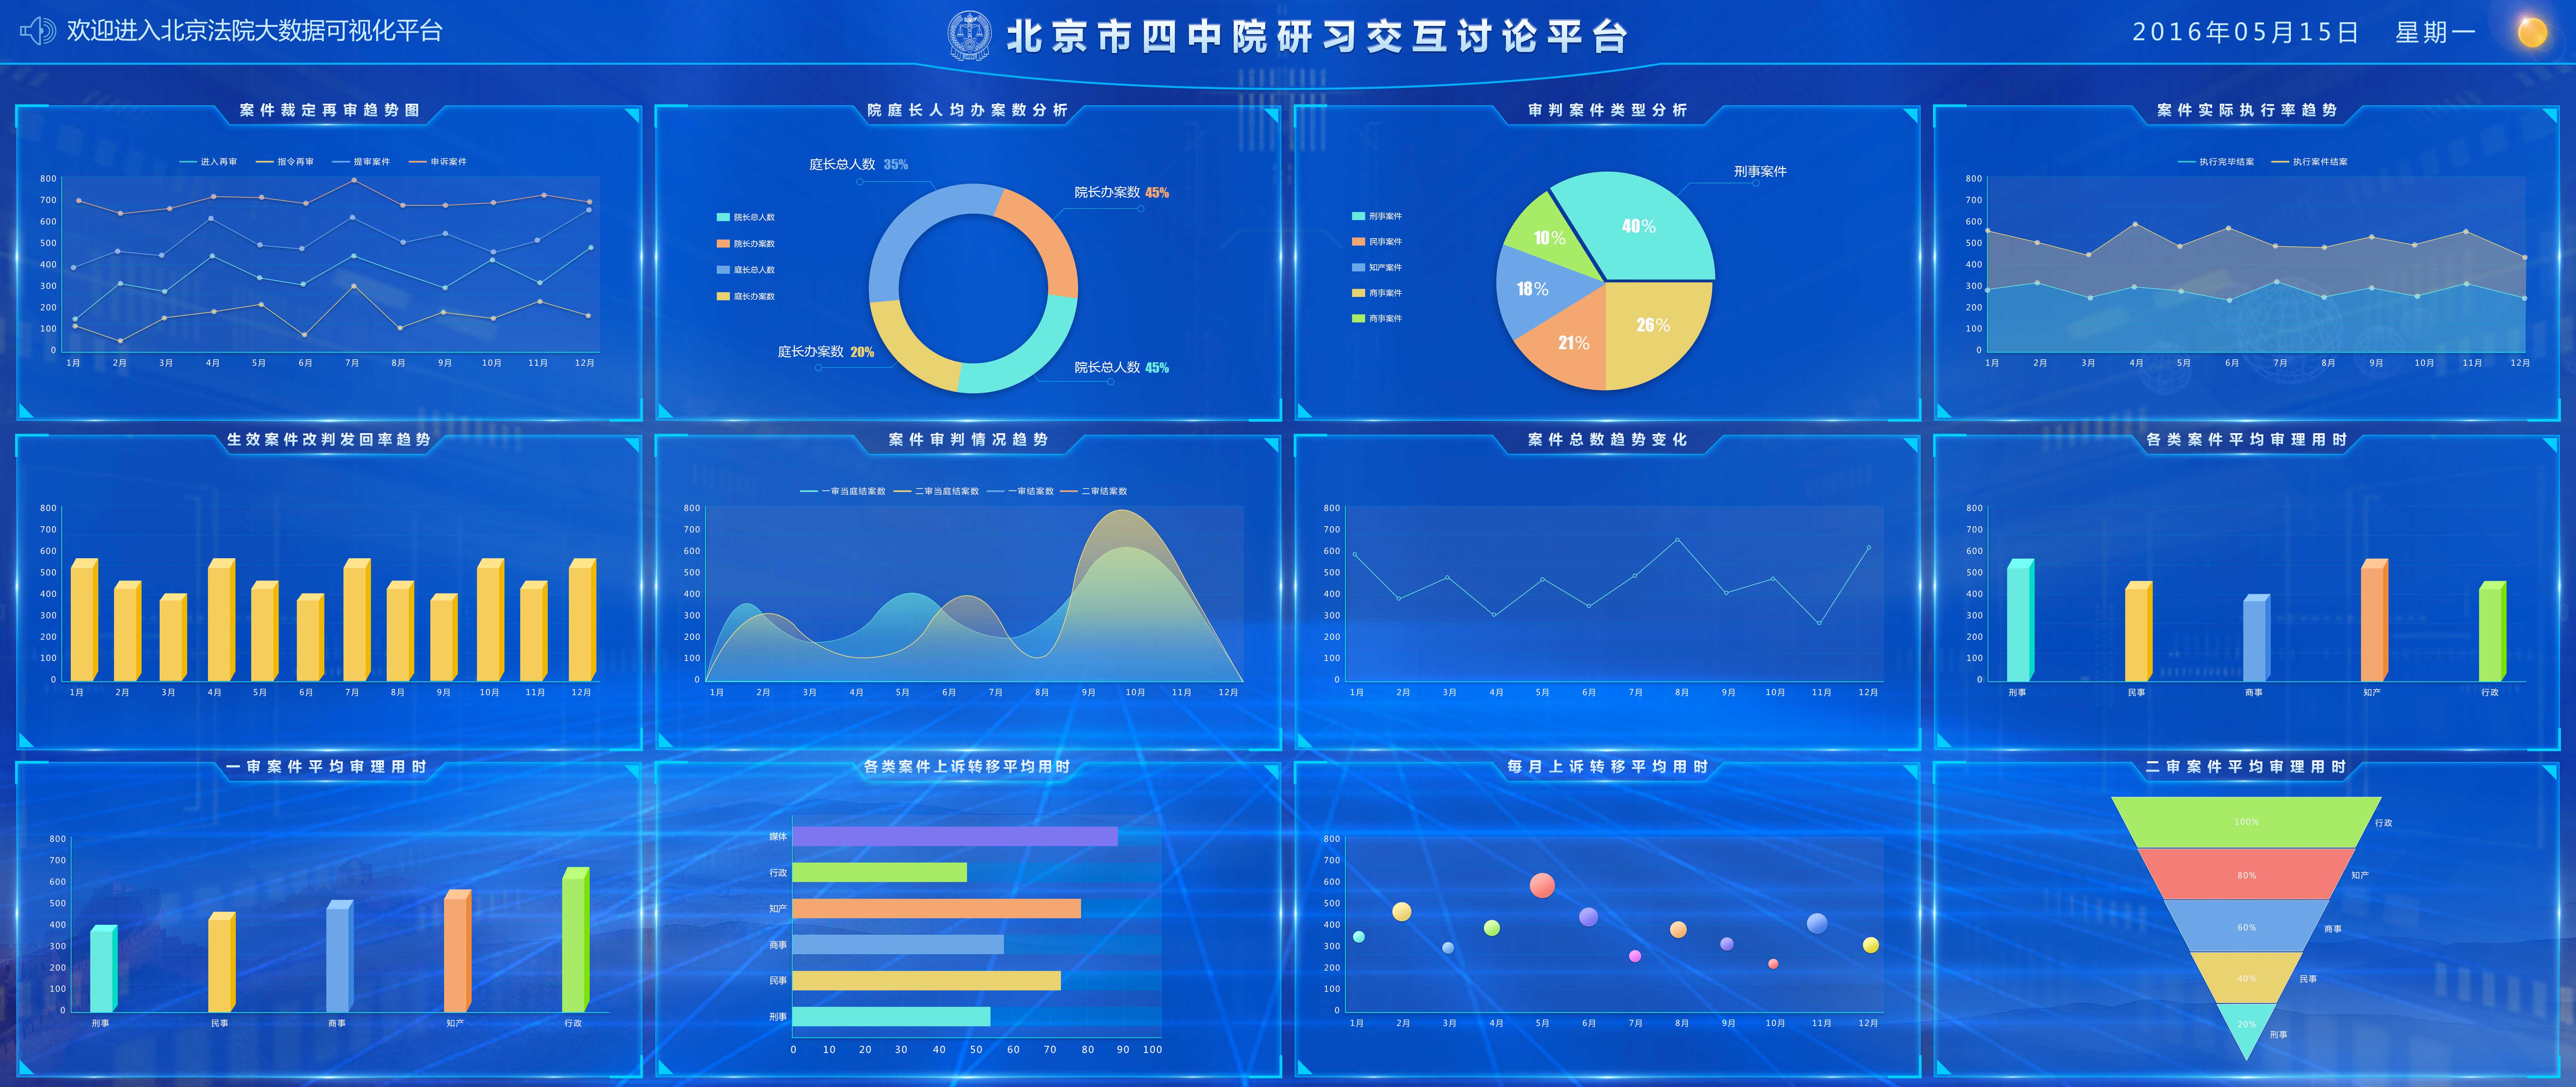 欢迎进入北京法院大数据可视化平台
北京市四中院研习交互讨论平台
2016年05月15日 星期一
案件裁定再审趋势图
进入再审 指令再审 提审案件 申诉案件
800
700
600
500
400
300
200
100
0
1月 2月 3月 4月 5月 6月 7月 8月 9月 10月 11月 12月
院庭长人均办案数分析
庭长总人数 35%
院长办案数 45%
院长总人数
院长办案数
庭长总人数
庭长办案数
庭长办案数 20%
院长总人数 45%
审判案件类型分析
刑事案件
刑事案件
民事案件
知产案件
商事案件
商事案件
40%
10%
18%
26%
21%
案件实际执行率趋势
执行完毕结案 执行案件结案
800
700
600
500
400
300
200
100
0
1月 2月 3月 4月 5月 6月 7月 8月 9月 10月 11月 12月
生效案件改判发回率趋势
800
700
600
500
400
300
200
100
0
1月 2月 3月 4月 5月 6月 7月 8月 9月 10月 11月 12月
案件审判情况趋势
一审当庭结案数 二审当庭结案数 一审结案数 二审结案数
800
700
600
500
400
300
200
100
0
1月 2月 3月 4月 5月 6月 7月 8月 9月 10月 11月 12月
案件总数趋势变化
800
700
600
500
400
300
200
100
0
1月 2月 3月 4月 5月 6月 7月 8月 9月 10月 11月 12月
各类案件平均审理用时
800
700
600
500
400
300
200
100
0
刑事 民事 商事 知产 行政
一审案件平均审理用时
800
700
600
500
400
300
200
100
0
刑事 民事 商事 知产 行政
各类案件上诉转移平均用时
媒体
行政
知产
商事
民事
刑事
0 10 20 30 40 50 60 70 80 90 100
每月上诉转移平均用时
800
700
600
500
400
300
200
100
0
1月 2月 3月 4月 5月 6月 7月 8月 9月 10月 11月 12月
二审案件平均审理用时
100% 行政
80% 知产
60% 商事
40% 民事
20% 刑事